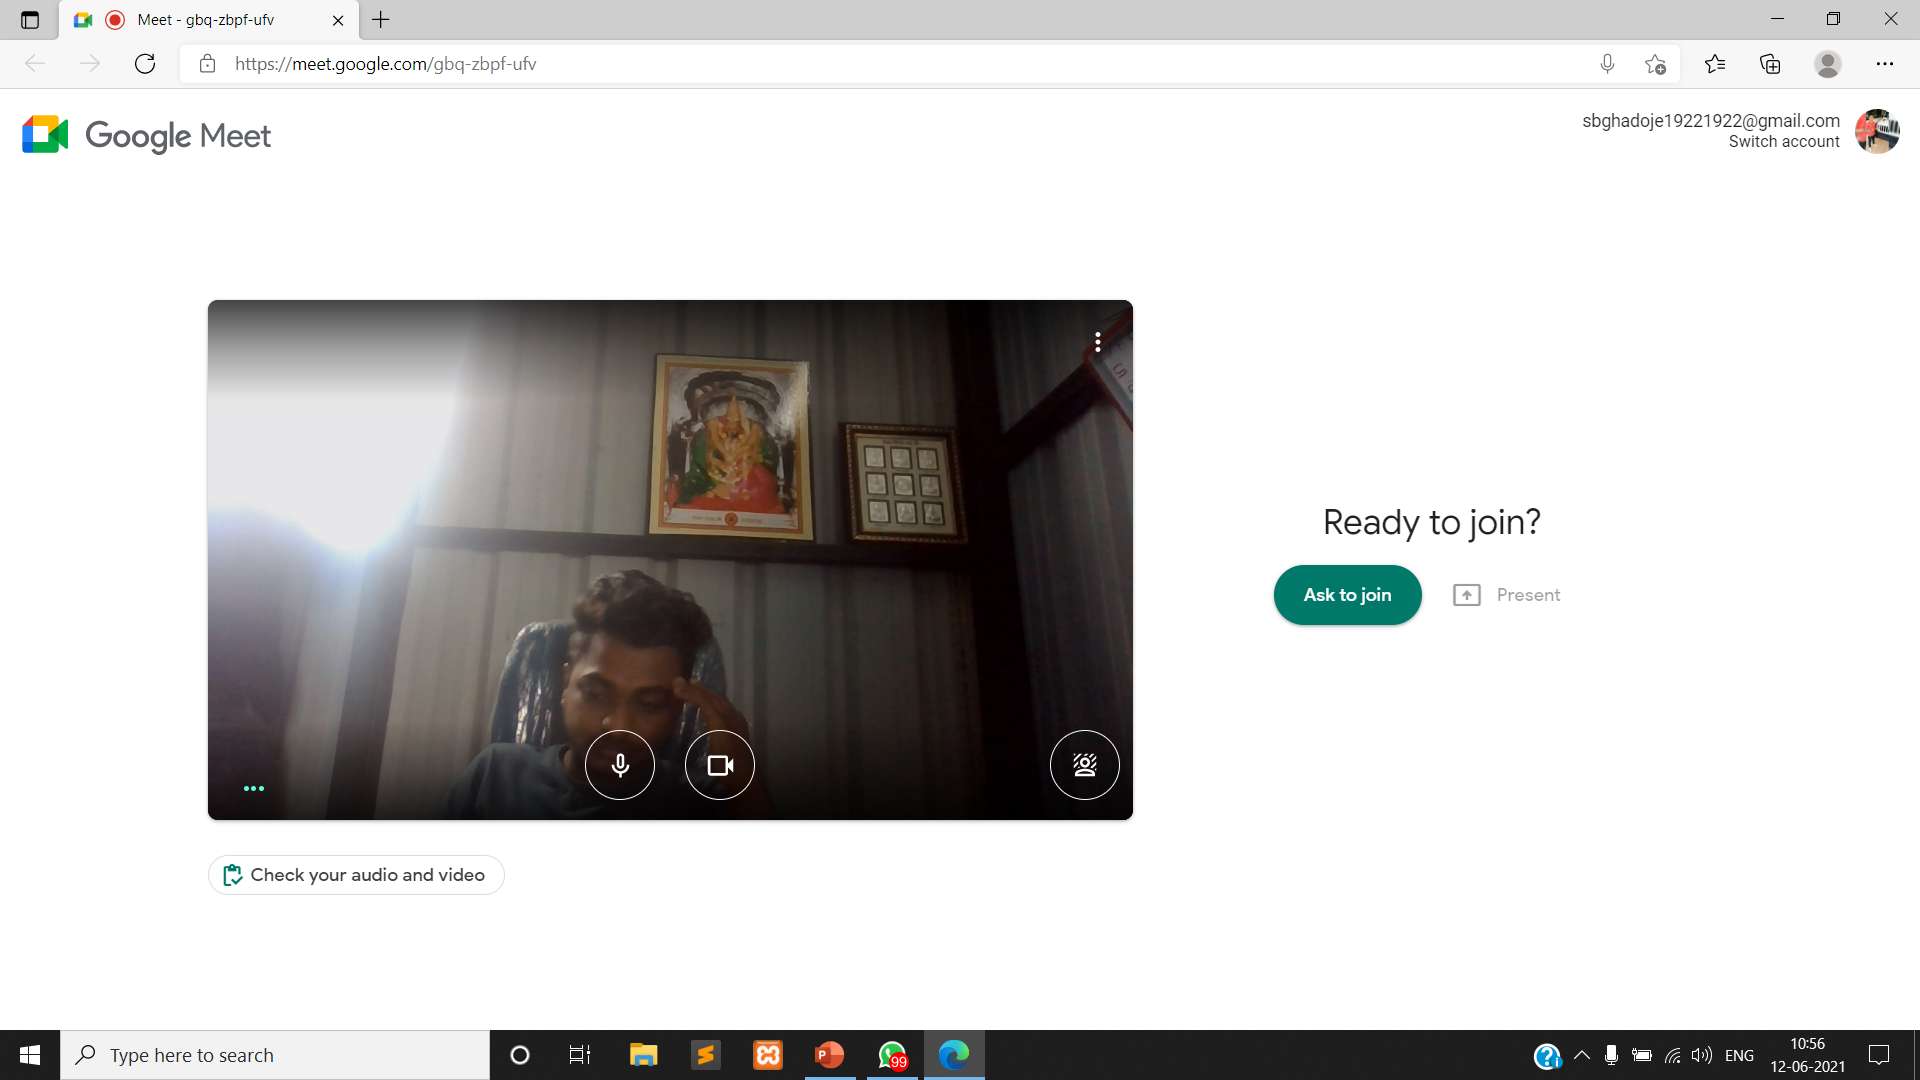 Meet - gbq-zbpf-ufv
https://meet.google.com/gbq-zbpf-ufv
Google Meet
sbghadoje19221922@gmail.com
Switch account
Ready to join?
Ask to join
Present
Check your audio and video
Type here to search
99
ENG
10:56
12-06-2021